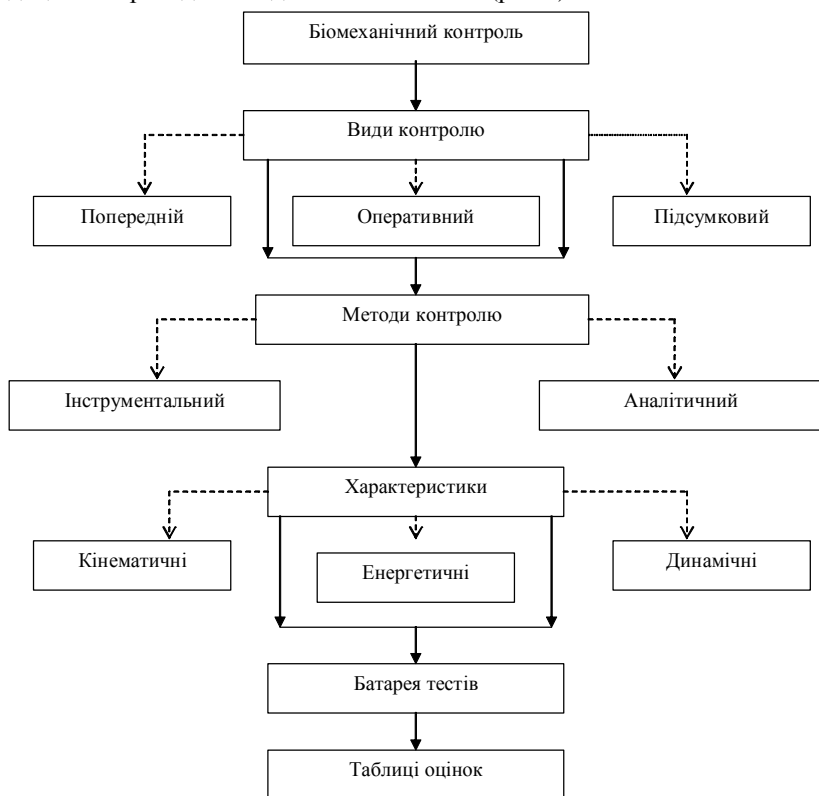 Біомеханічний контроль
Види контролю
Попередній
Оперативний
Підсумковий
Методи контролю
Інструментальний
Аналітичний
Характеристики
Кінематичні
Енергетичні
Динамічні
Батарея тестів
Таблиці оцінок